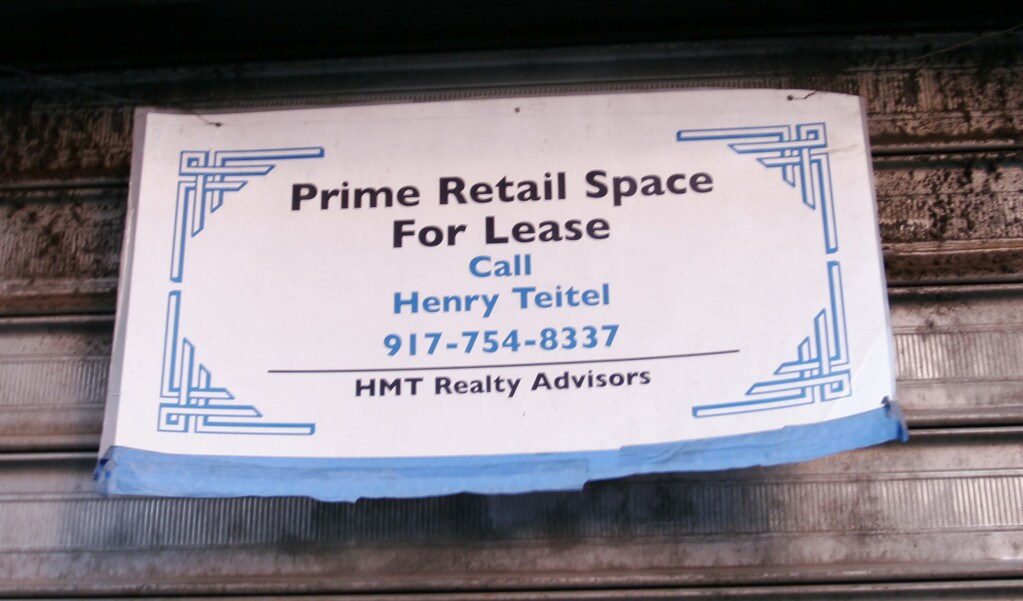 Prime Retail Space
For Lease
Call
Henry Teitel
917-754-8337
HMT Realty Advisors